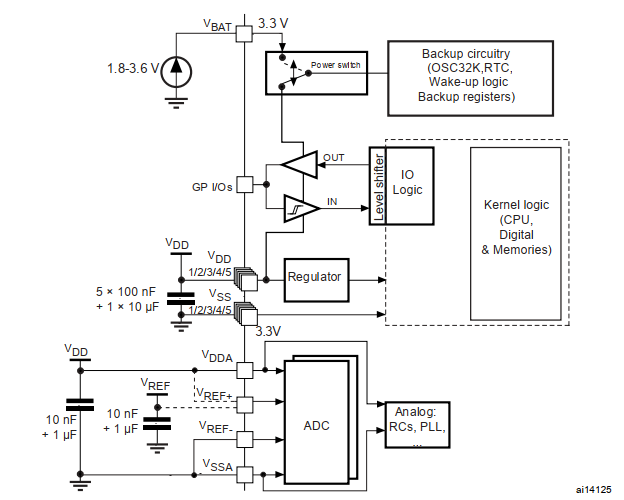 VBAT
3.3 V
1.8-3.6 V
Power switch
Backup circuitry
(OSC32K,RTC,
Wake-up logic
Backup registers)
OUT
GP I/Os
IN
Level shifter
IO
Logic
Kernel logic
(CPU,
Digital
& Memories)
VDD
VDD
1/2/3/4/5
Regulator
5 × 100 nF
+ 1 × 10 µF
VSS
1/2/3/4/5
3.3V
VDD
VDDA
VREF
VREF+
10 nF
+ 1 µF
10 nF
+ 1 µF
VREF-
ADC
Analog:
RCs, PLL,
...
VSSA
ai14125